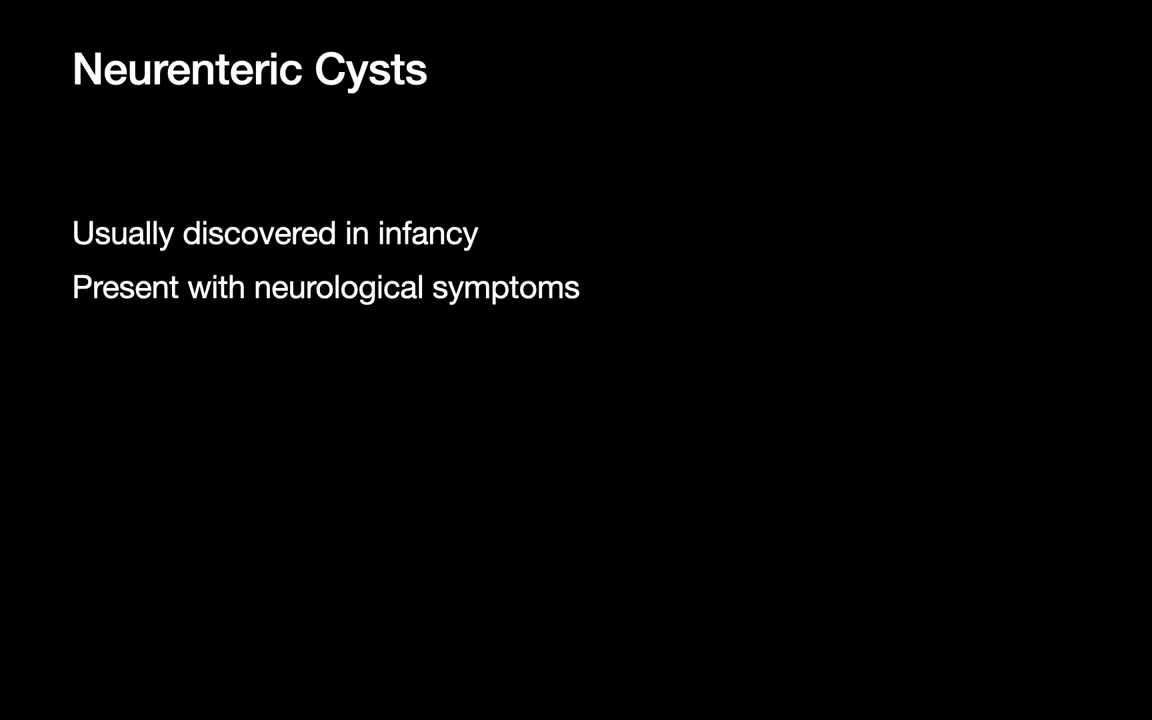 Neurenteric Cysts
Usually discovered in infancy
Present with neurological symptoms